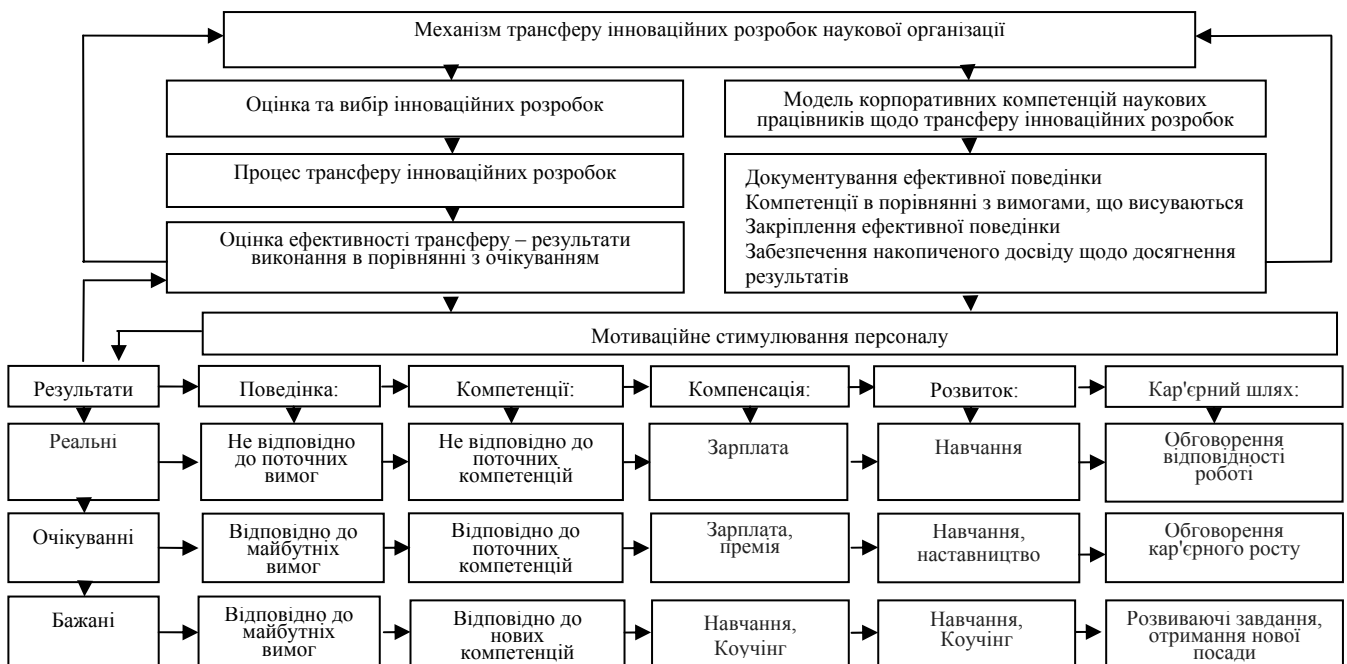 Механізм трансферу інноваційних розробок наукової організації
Оцінка та вибір інноваційних розробок
Модель корпоративних компетенцій наукових
працівників щодо трансферу інноваційних розробок
Процес трансферу інноваційних розробок
Документування ефективної поведінки
Компетенції в порівнянні з вимогами, що висуваються
Закріплення ефективної поведінки
Забезпечення накопиченого досвіду щодо досягнення
результатів
Оцінка ефективності трансферу – результати
виконання в порівнянні з очікуванням
Мотиваційне стимулювання персоналу
Результати
Поведінка:
Компетенції:
Компенсація:
Розвиток:
Кар'єрний шлях:
Реальні
Не відповідно
до поточних
вимог
Не відповідно до
поточних
компетенцій
Зарплата
Навчання
Обговорення
відповідності
роботі
Очікуванні
Відповідно до
майбутніх
вимог
Відповідно до
поточних
компетенцій
Зарплата,
премія
Навчання,
наставництво
Обговорення
кар'єрного росту
Бажані
Відповідно до
майбутніх
вимог
Відповідно до
нових
компетенцій
Навчання,
Коучінг
Навчання,
Коучінг
Розвиваючі завдання,
отримання нової
посади